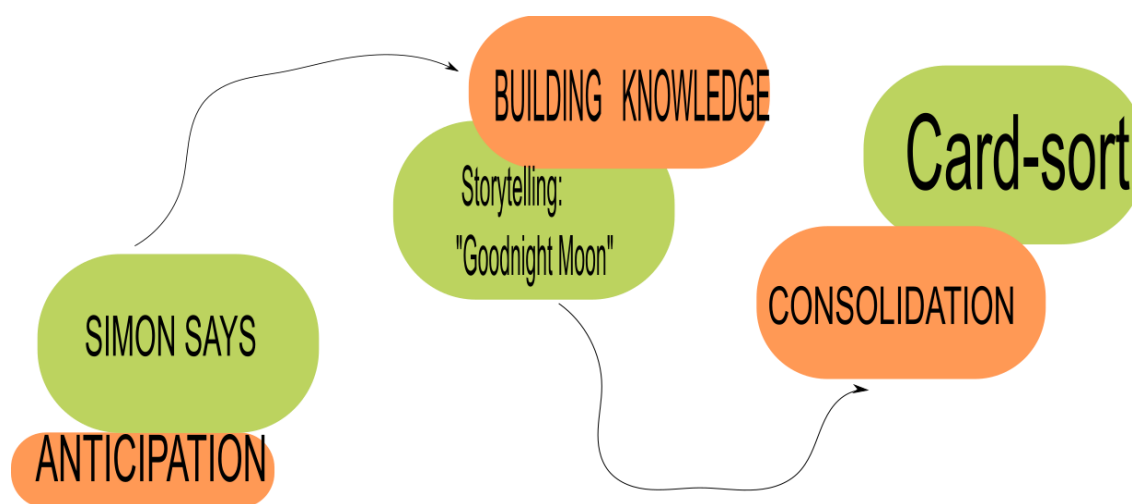 SIMON SAYS
ANTICIPATION
BUILDING KNOWLEDGE
Storytelling:
"Goodnight Moon"
Card-sort
CONSOLIDATION